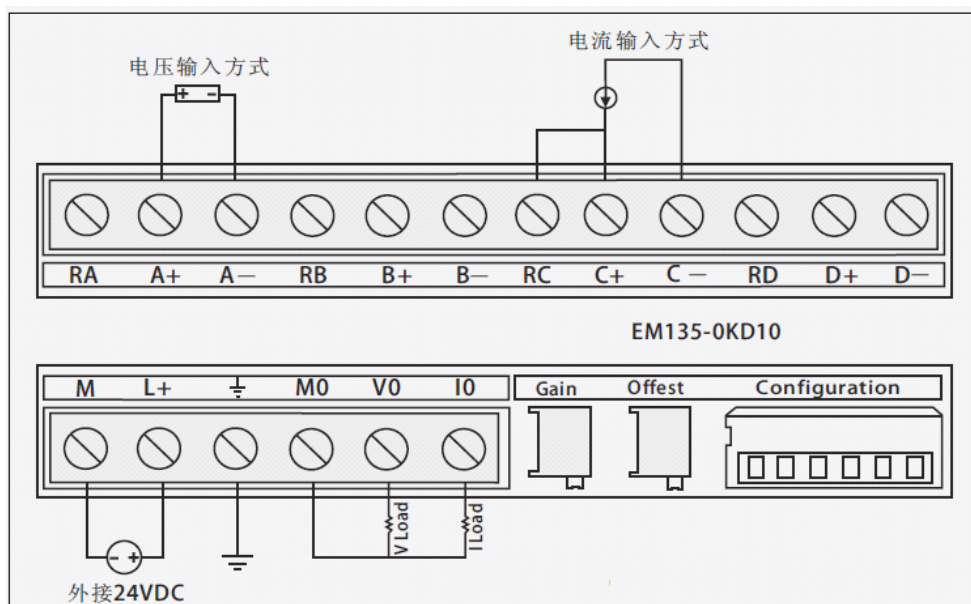 电流输入方式
电压输入方式
RA A+ A− RB B+ B− RC C+ C − RD D+ D−
EM135-0KD10
M L+ M0 V0 I0 Gain Offest Configuration
V Load
I Load
外接24VDC